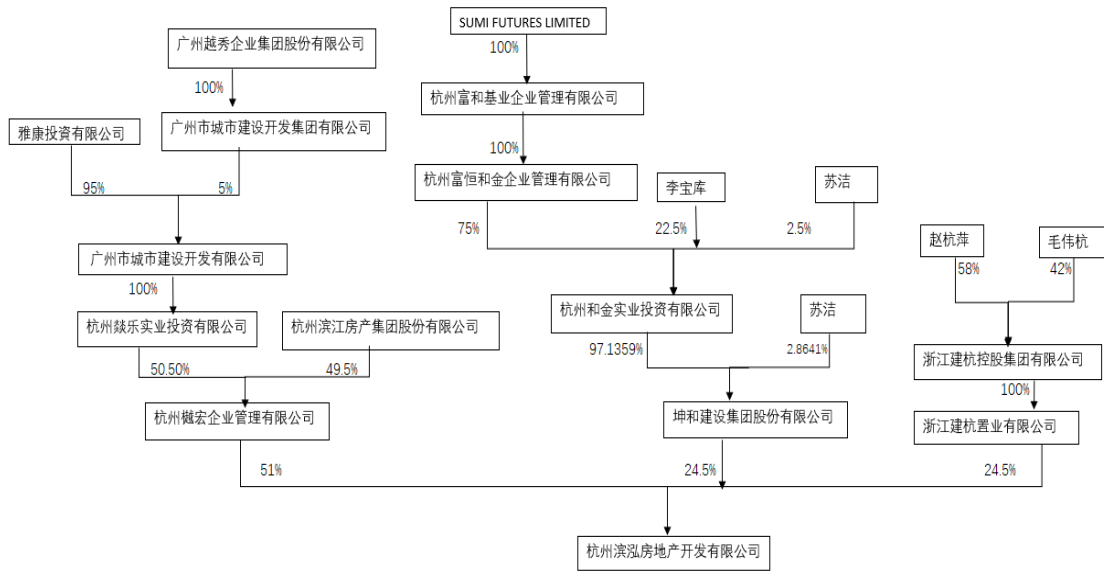 SUMI FUTURES LIMITED
广州越秀企业集团股份有限公司
100%
100%
杭州富和基业企业管理有限公司
雅康投资有限公司
广州市城市建设开发集团有限公司
100%
杭州富恒和金企业管理有限公司
李宝库
苏洁
95%
5%
75%
22.5%
2.5%
赵杭萍
毛伟杭
广州市城市建设开发有限公司
58%
42%
100%
杭州和金实业投资有限公司
苏洁
杭州燚乐实业投资有限公司
杭州滨江房产集团股份有限公司
97.1359%
2.8641%
浙江建杭控股集团有限公司
50.50%
49.5%
100%
杭州樾宏企业管理有限公司
坤和建设集团股份有限公司
浙江建杭置业有限公司
51%
24.5%
24.5%
杭州滨泓房地产开发有限公司